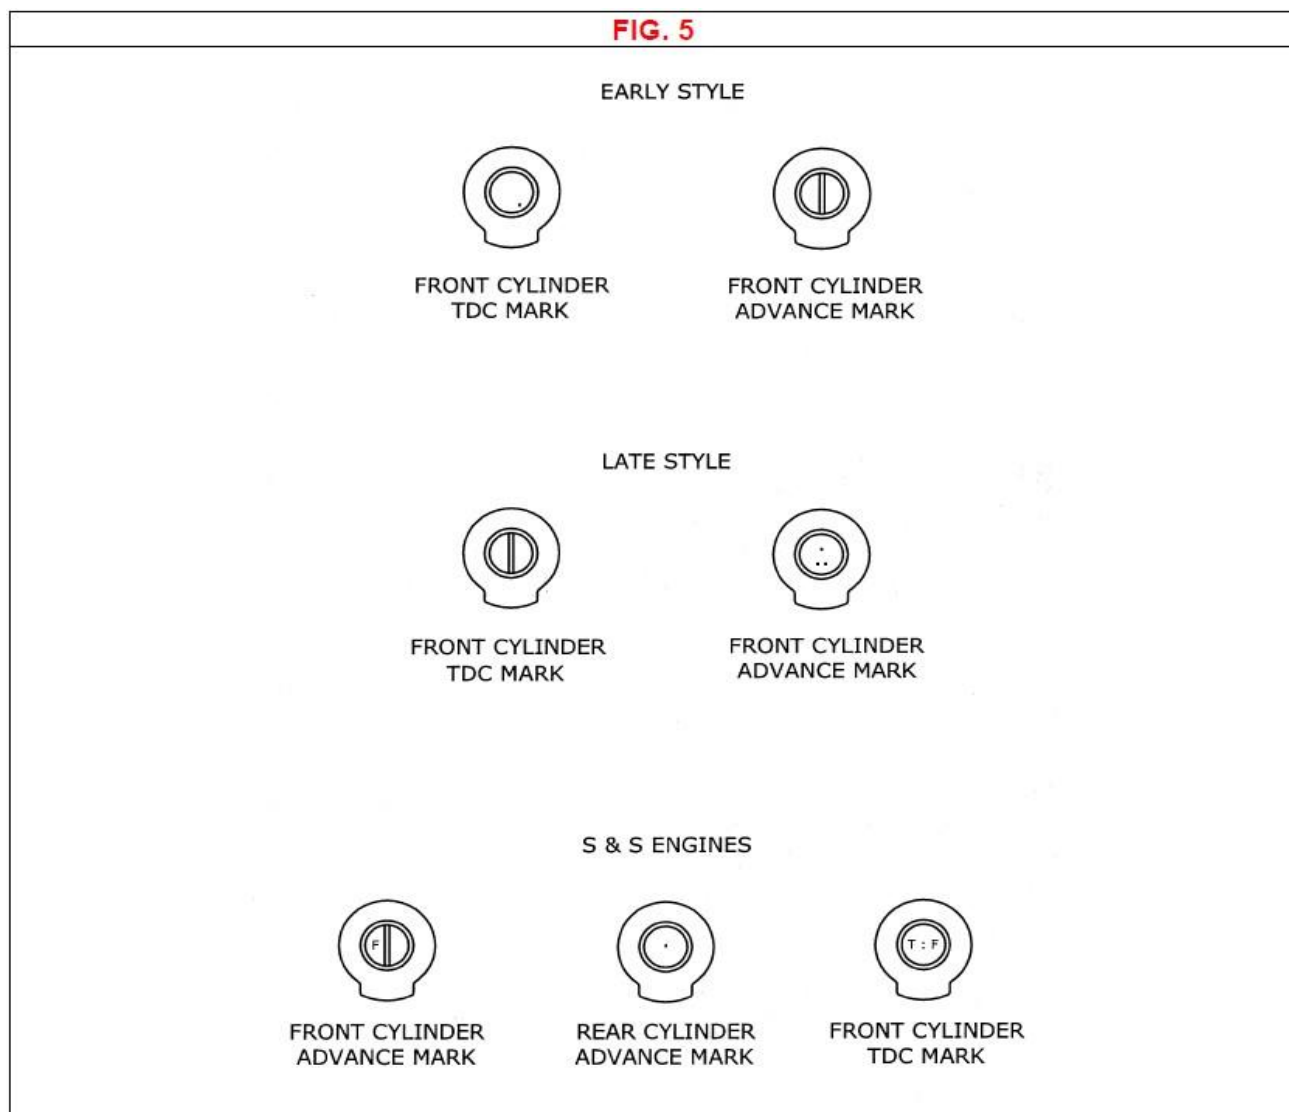 FIG. 5
EARLY STYLE
FRONT CYLINDER
TDC MARK
FRONT CYLINDER
ADVANCE MARK
LATE STYLE
FRONT CYLINDER
TDC MARK
FRONT CYLINDER
ADVANCE MARK
S & S ENGINES
F
T : F
FRONT CYLINDER
ADVANCE MARK
REAR CYLINDER
ADVANCE MARK
FRONT CYLINDER
TDC MARK